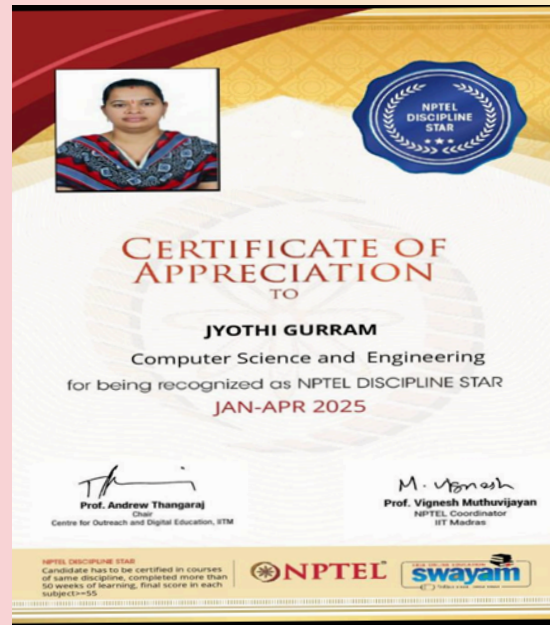 NPTEL
DISCIPLINE
STAR
CERTIFICATE OF
APPRECIATION
TO
JYOTHI GURRAM
Computer Science and Engineering
for being recognized as NPTEL DISCIPLINE STAR
JAN-APR 2025
M. Vignesh
Prof. Andrew Thangaraj
Chair
Centre for Outreach and Digital Education, IITM
Prof. Vignesh Muthuvijayan
NPTEL Coordinator
IIT Madras
NPTEL DISCIPLINE STAR
Candidate has to be certified in courses
of same discipline, completed more than
50 weeks of learning, final score in each
subject>=55
NPTEL
swayam